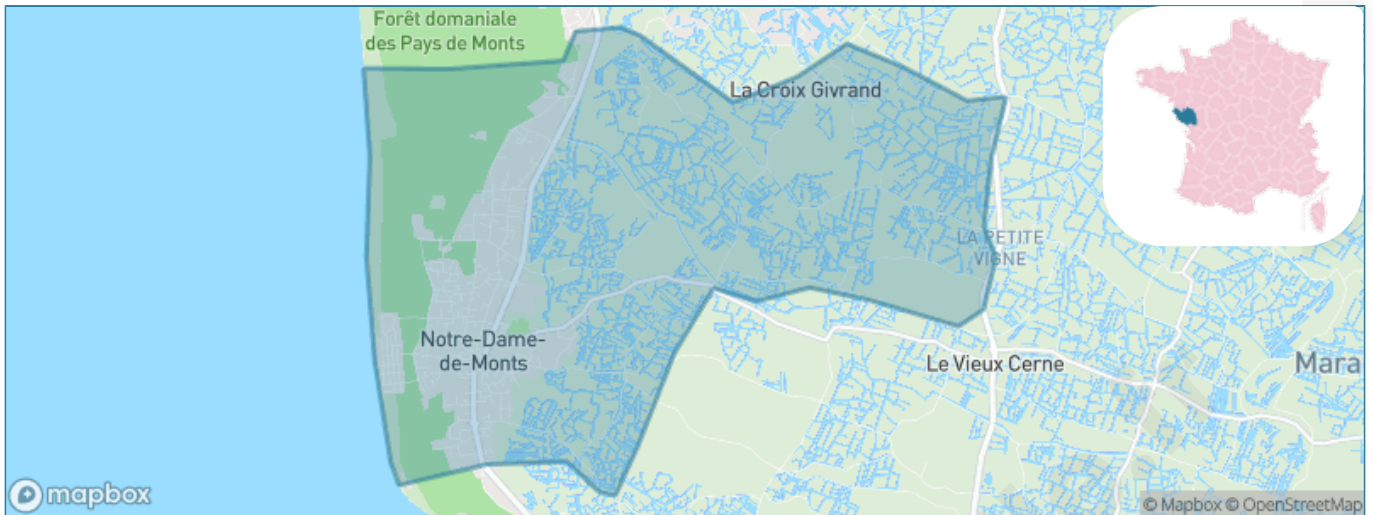 Forêt domaniale
des Pays de Monts
La Croix Givrand
LA PETITE
VIGNE
Notre-Dame-
de-Monts
Le Vieux Cerne
Mara
mapbox
© Mapbox © OpenStreetMap